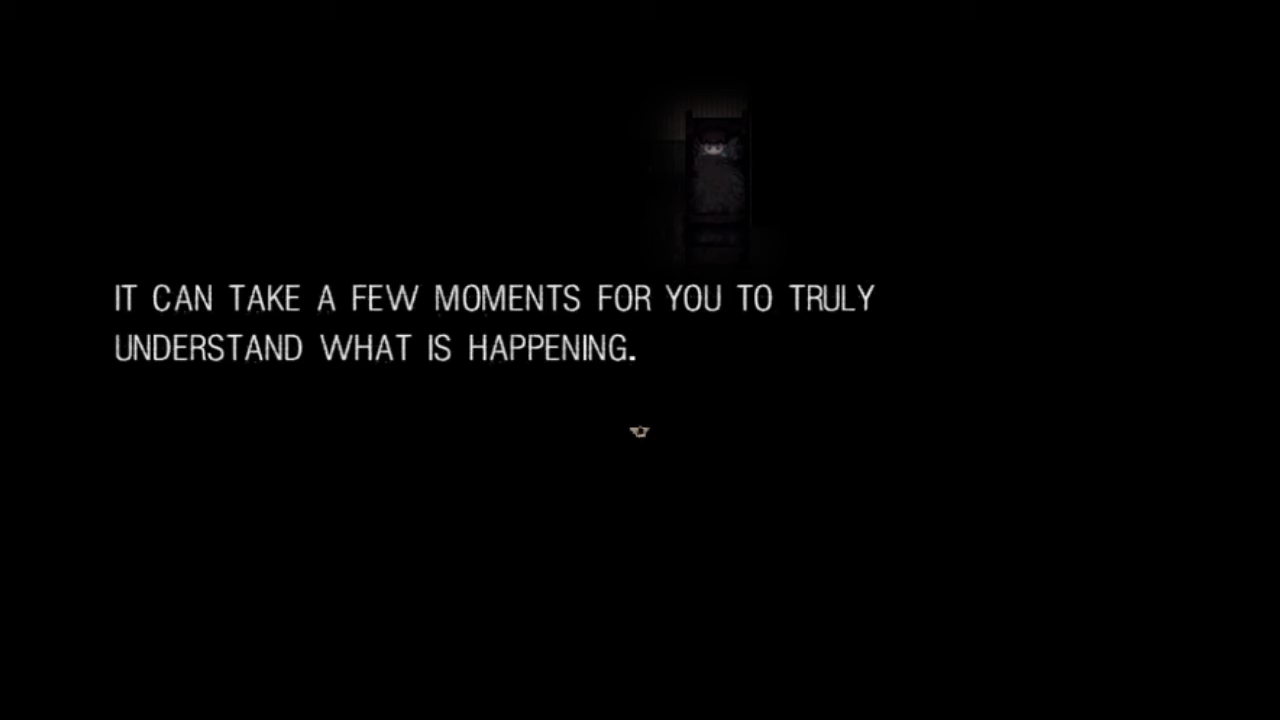 IT CAN TAKE A FEW MOMENTS FOR YOU TO TRULY
UNDERSTAND WHAT IS HAPPENING.